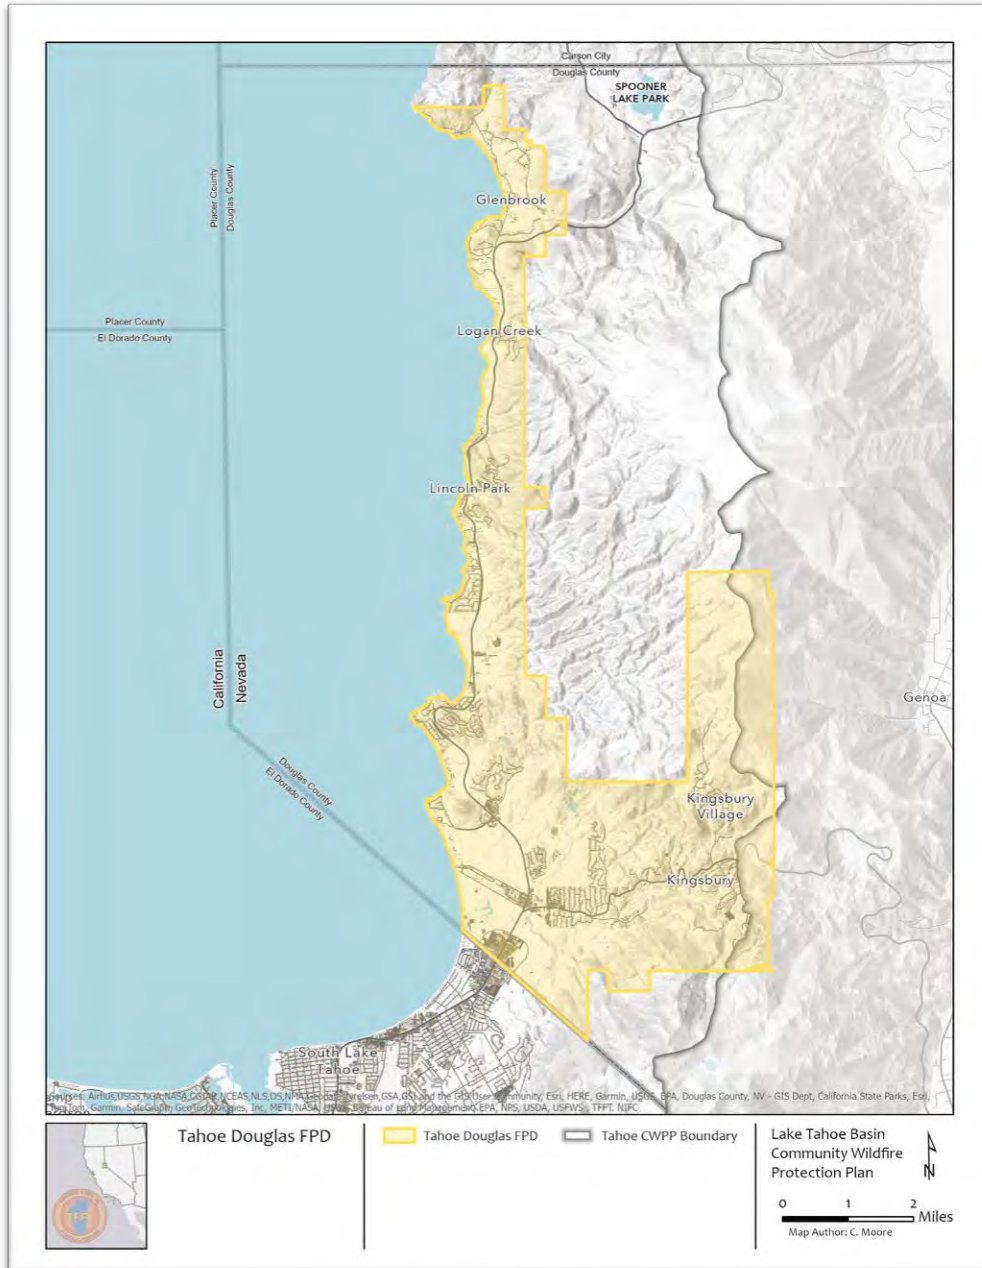 Carson City
Douglas County
SPOONER
LAKE PARK
Placer County
Douglas County
Glenbrook
Placer County
El Dorado County
Logan Creek
Lincoln Park
California
Nevada
Genoa
Douglas County
El Dorado County
Kingsbury
Village
Kingsbury
South Lake
Tahoe
Tahoe Douglas FPD
Tahoe Douglas FPD
Tahoe CWPP Boundary
Lake Tahoe Basin
Community Wildfire
Protection Plan
N
0 1 2
Miles
Map Author: C. Moore